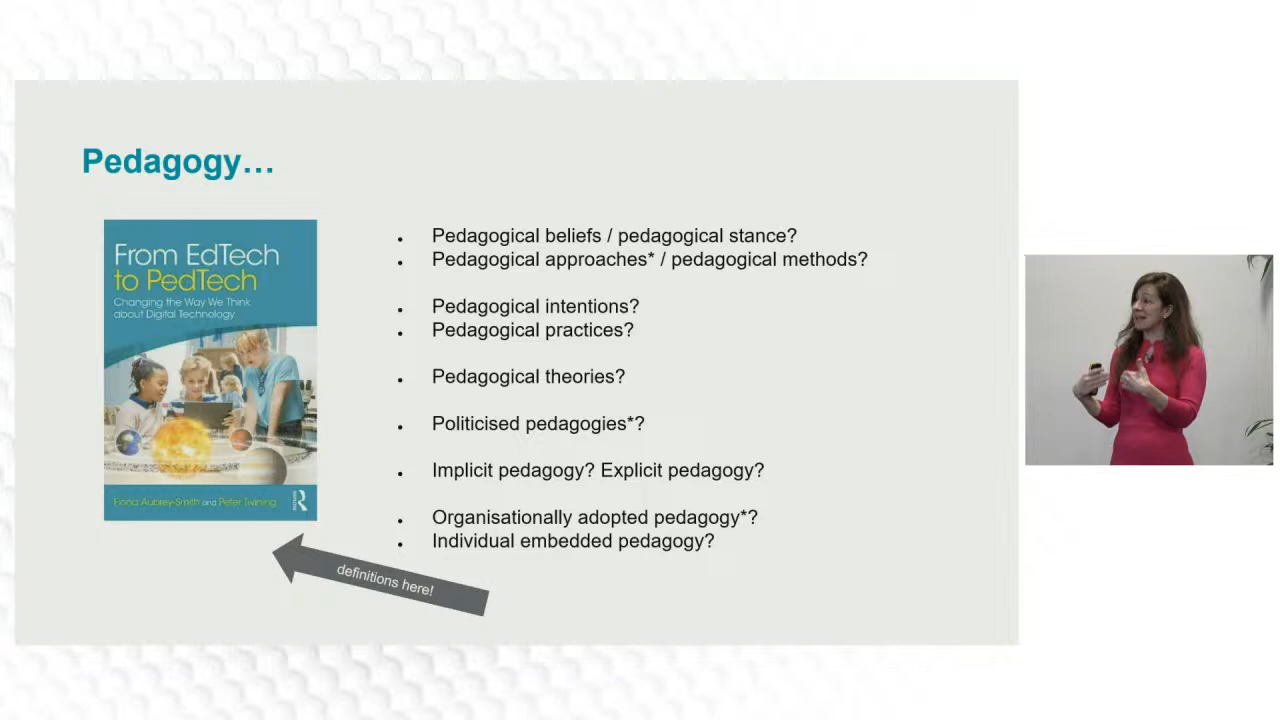 Pedagogy…
From EdTech
to PedTech
Changing the Way We Think
about Digital Technology
Fiona Aubrey-Smith and Peter Twining
R
• Pedagogical beliefs / pedagogical stance?
• Pedagogical approaches* / pedagogical methods?
• Pedagogical intentions?
• Pedagogical practices?
• Pedagogical theories?
• Politicised pedagogies*?
• Implicit pedagogy? Explicit pedagogy?
• Organisationally adopted pedagogy*?
• Individual embedded pedagogy?
definitions here!